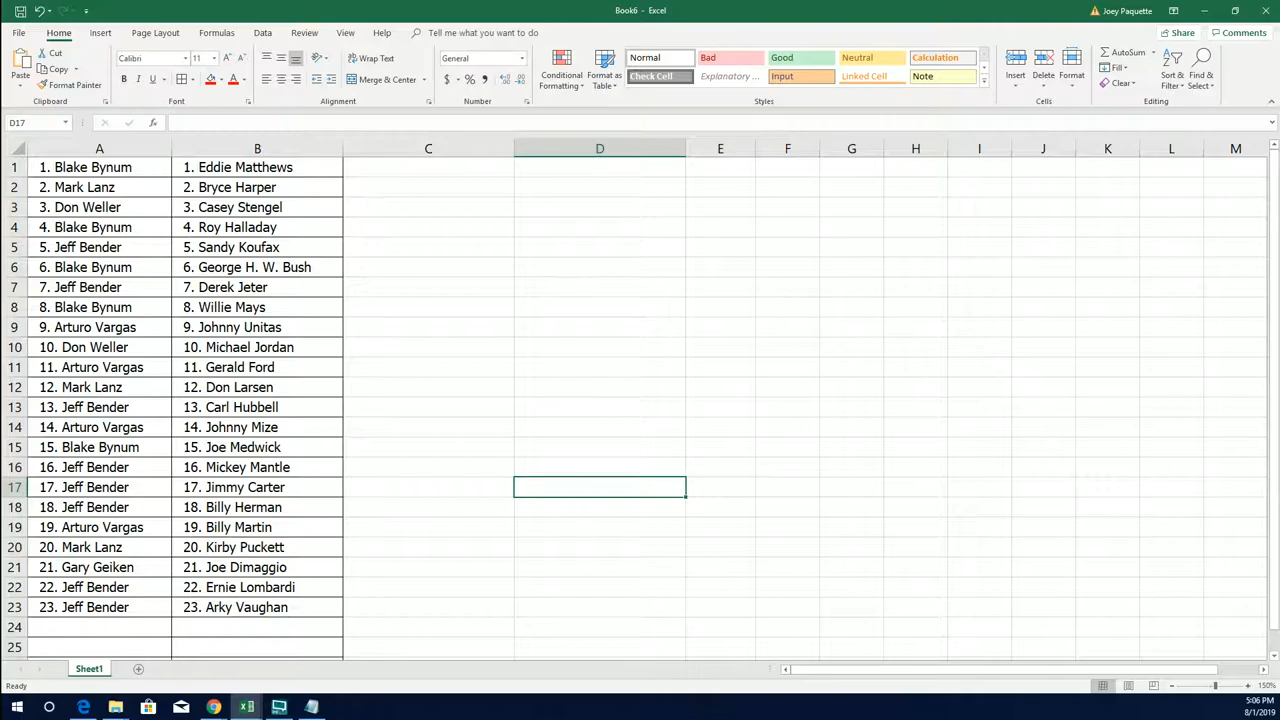 Book6 - Excel
Joey Paquette
File Home Insert Page Layout Formulas Data Review View Help Tell me what you want to do Share Comments
Paste Cut Copy Format Painter Clipboard
Calibri 11 B I U A A Font
Wrap Text Merge & Center Alignment
General $ % , Number
Conditional Formatting Format as Table
Normal Bad Good Neutral Calculation
Check Cell Explanatory ... Input Linked Cell Note
Styles
Insert Delete Format Cells
AutoSum Fill Clear Sort & Filter Find & Select Editing
D17 fx
A B C D E F G H I J K L M
1 1. Blake Bynum 1. Eddie Matthews
2 2. Mark Lanz 2. Bryce Harper
3 3. Don Weller 3. Casey Stengel
4 4. Blake Bynum 4. Roy Halladay
5 5. Jeff Bender 5. Sandy Koufax
6 6. Blake Bynum 6. George H. W. Bush
7 7. Jeff Bender 7. Derek Jeter
8 8. Blake Bynum 8. Willie Mays
9 9. Arturo Vargas 9. Johnny Unitas
10 10. Don Weller 10. Michael Jordan
11 11. Arturo Vargas 11. Gerald Ford
12 12. Mark Lanz 12. Don Larsen
13 13. Jeff Bender 13. Carl Hubbell
14 14. Arturo Vargas 14. Johnny Mize
15 15. Blake Bynum 15. Joe Medwick
16 16. Jeff Bender 16. Mickey Mantle
17 17. Jeff Bender 17. Jimmy Carter
18 18. Jeff Bender 18. Billy Herman
19 19. Arturo Vargas 19. Billy Martin
20 20. Mark Lanz 20. Kirby Puckett
21 21. Gary Geiken 21. Joe Dimaggio
22 22. Jeff Bender 22. Ernie Lombardi
23 23. Jeff Bender 23. Arky Vaughan
24
25
Sheet1
Ready 150%
5:06 PM
8/1/2019